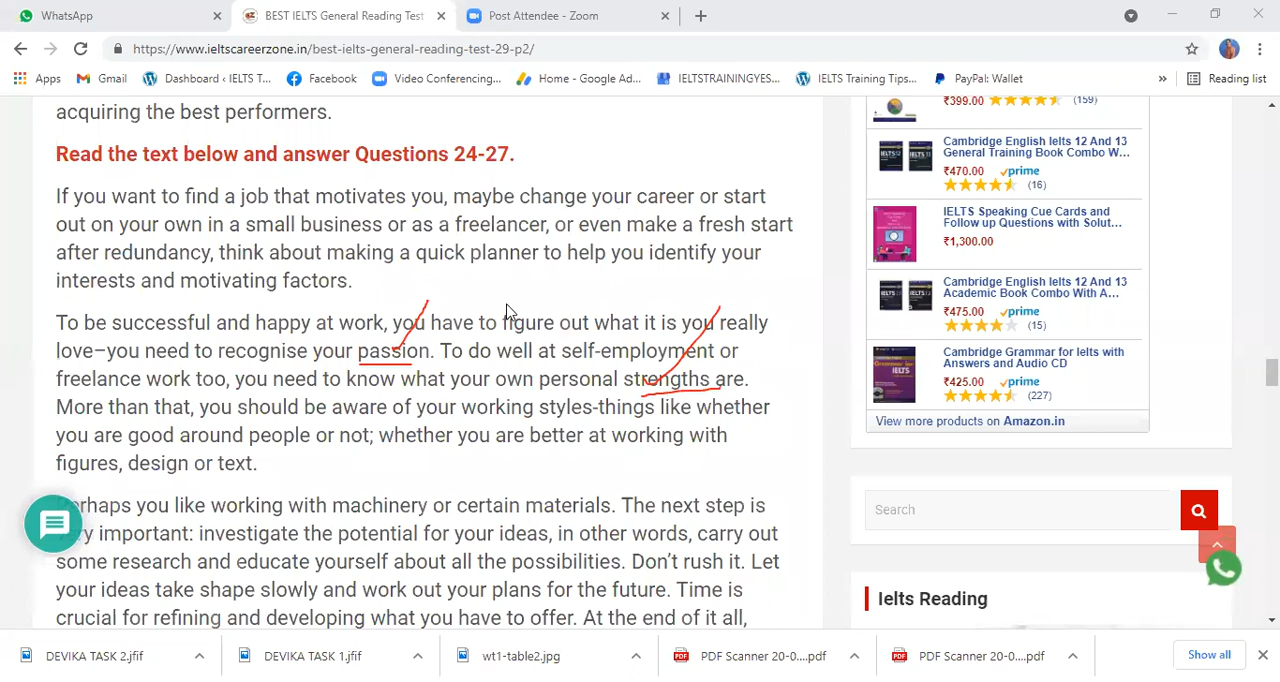 WhatsApp
BEST IELTS General Reading Test
Post Attendee - Zoom
https://www.ieltscareerzone.in/best-ielts-general-reading-test-29-p2/
Apps
Gmail
Dashboard ‹ IELTS T...
Facebook
Video Conferencing...
Home - Google Ad...
IELTSTRAININGYES...
IELTS Training Tips...
PayPal: Wallet
»
Reading list
acquiring the best performers.
Read the text below and answer Questions 24-27.
If you want to find a job that motivates you, maybe change your career or start
out on your own in a small business or as a freelancer, or even make a fresh start
after redundancy, think about making a quick planner to help you identify your
interests and motivating factors.
To be successful and happy at work, you have to figure out what it is you really
love–you need to recognise your passion. To do well at self-employment or
freelance work too, you need to know what your own personal strengths are.
More than that, you should be aware of your working styles-things like whether
you are good around people or not; whether you are better at working with
figures, design or text.
Perhaps you like working with machinery or certain materials. The next step is
very important: investigate the potential for your ideas, in other words, carry out
some research and educate yourself about all the possibilities. Don't rush it. Let
your ideas take shape slowly and work out your plans for the future. Time is
crucial for refining and developing what you have to offer. At the end of it all,
₹399.00 (159)
Cambridge English Ielts 12 And 13
General Training Book Combo W...
₹470.00 prime
(16)
IELTS Speaking Cue Cards and
Follow up Questions with Solut...
₹1,300.00
Cambridge English Ielts 12 And 13
Academic Book Combo With A...
₹475.00 prime
(15)
Cambridge Grammar for Ielts with
Answers and Audio CD
₹425.00 prime
(227)
View more products on Amazon.in
Search
Ielts Reading
DEVIKA TASK 2.jfif
DEVIKA TASK 1.jfif
wt1-table2.jpg
PDF Scanner 20-0....pdf
PDF Scanner 20-0....pdf
Show all